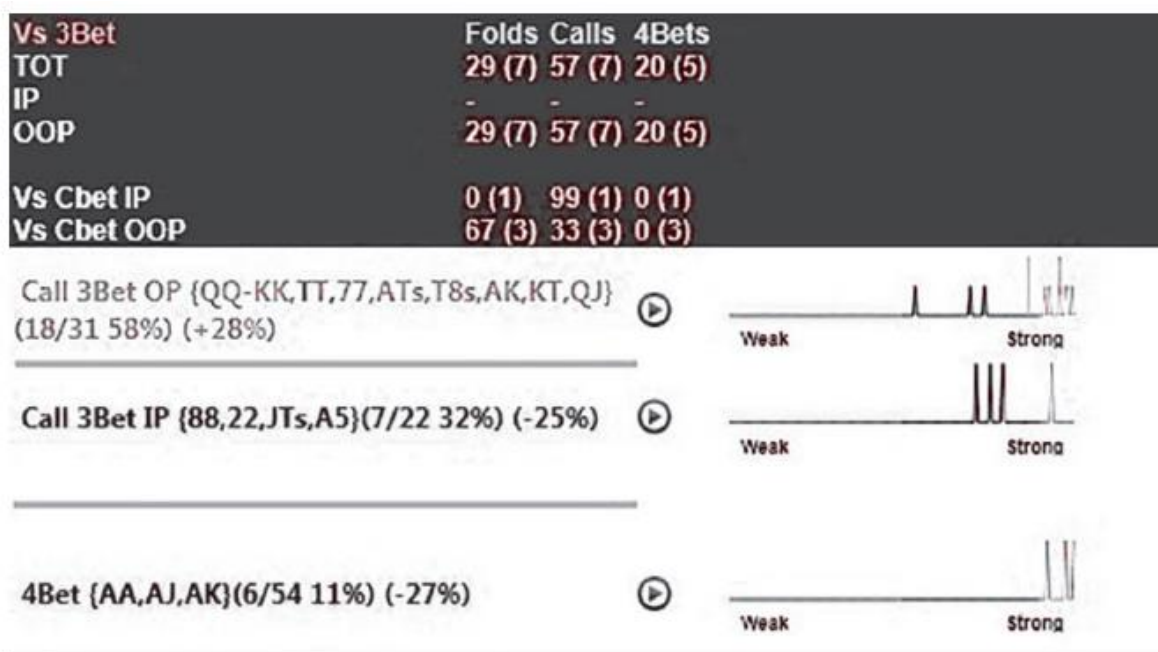 Vs 3Bet Folds Calls 4Bets
TOT 29 (7) 57 (7) 20 (5)
IP - - -
OOP 29 (7) 57 (7) 20 (5)
Vs Cbet IP 0 (1) 99 (1) 0 (1)
Vs Cbet OOP 67 (3) 33 (3) 0 (3)
Call 3Bet OP {QQ-KK,TT,77,ATs,T8s,AK,KT,QJ}
(18/31 58%) (+28%)
Weak Strong
Call 3Bet IP {88,22,JTs,A5}(7/22 32%) (-25%)
Weak Strong
4Bet {AA,AJ,AK}(6/54 11%) (-27%)
Weak Strong